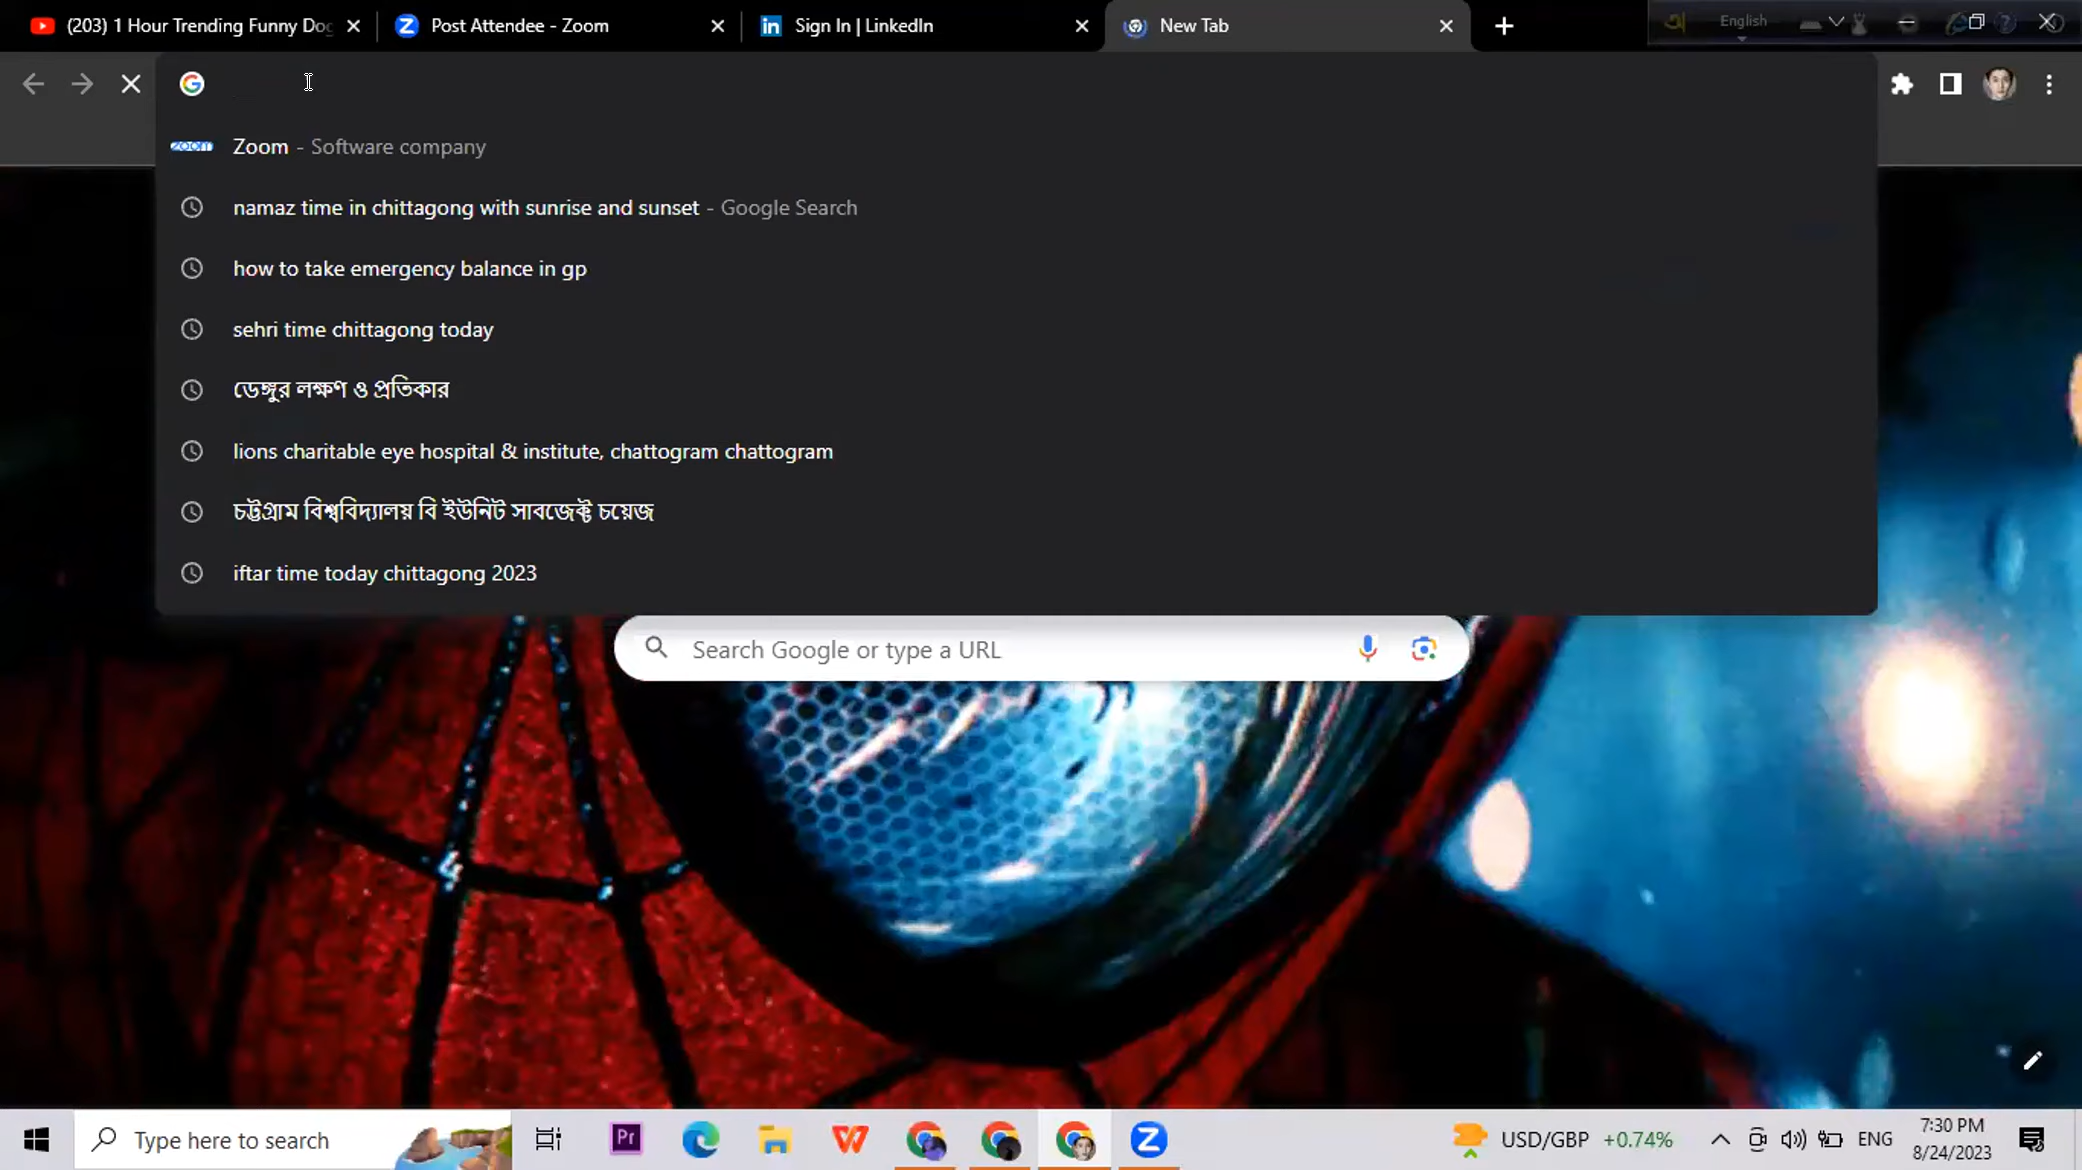 (203) 1 Hour Trending Funny Dog
Post Attendee - Zoom
Sign In | LinkedIn
New Tab
English
zoom Zoom - Software company
namaz time in chittagong with sunrise and sunset - Google Search
how to take emergency balance in gp
sehri time chittagong today
ডেঙ্গুর লক্ষণ ও প্রতিকার
lions charitable eye hospital & institute, chattogram chattogram
চট্টগ্রাম বিশ্ববিদ্যালয় বি ইউনিট সাবজেক্ট চয়েজ
iftar time today chittagong 2023
Search Google or type a URL
Type here to search
Pr
USD/GBP +0.74%
ENG
7:30 PM
8/24/2023